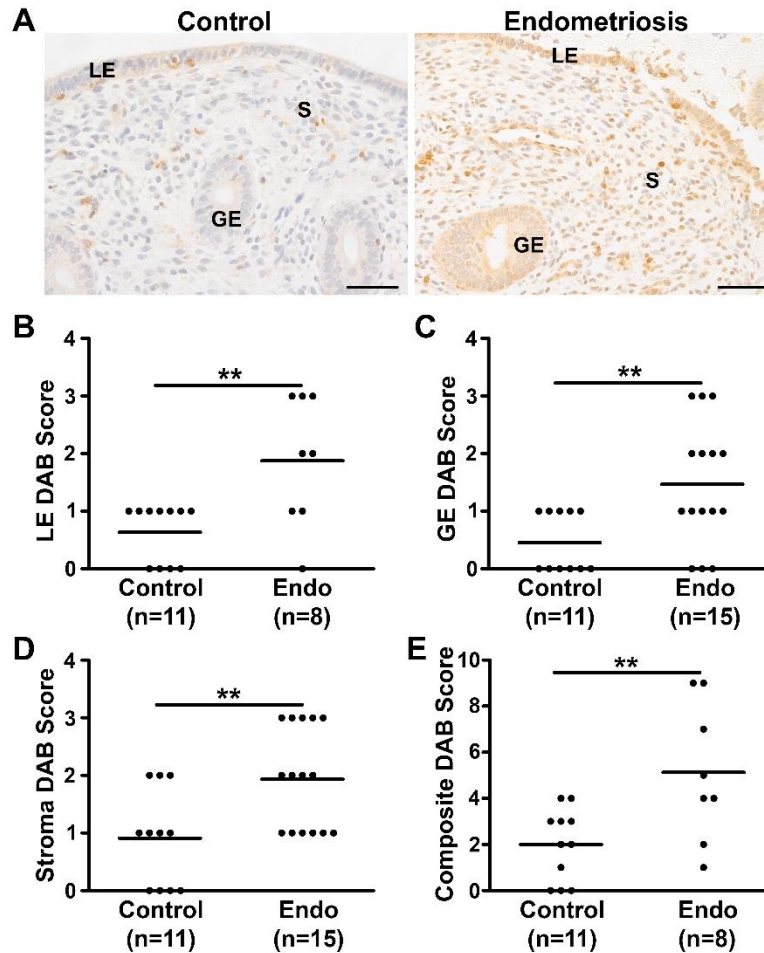 A
Control
Endometriosis
LE
S
GE
LE
S
GE
B
LE DAB Score
4
3
2
1
0
**
Control
(n=11)
Endo
(n=8)
C
GE DAB Score
4
3
2
1
0
**
Control
(n=11)
Endo
(n=15)
D
Stroma DAB Score
4
3
2
1
0
**
Control
(n=11)
Endo
(n=15)
E
Composite DAB Score
10
8
6
4
2
0
**
Control
(n=11)
Endo
(n=8)